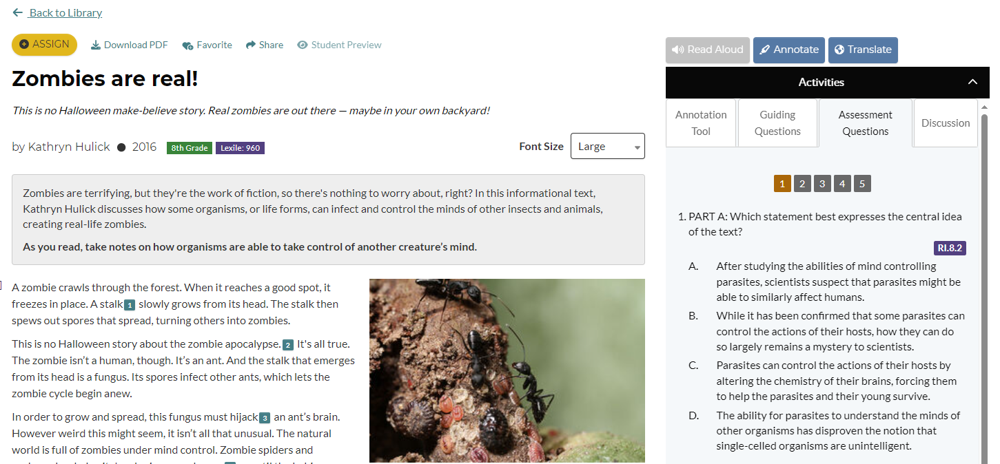 Back to Library
ASSIGN Download PDF Favorite Share Student Preview
Zombies are real!
This is no Halloween make-believe story. Real zombies are out there — maybe in your own backyard!
by Kathryn Hulick ● 2016 8th Grade Lexile: 960
Font Size Large
Zombies are terrifying, but they're the work of fiction, so there's nothing to worry about, right? In this informational text,
Kathryn Hulick discusses how some organisms, or life forms, can infect and control the minds of other insects and animals,
creating real-life zombies.
As you read, take notes on how organisms are able to take control of another creature’s mind.
A zombie crawls through the forest. When it reaches a good spot, it
freezes in place. A stalk 1 slowly grows from its head. The stalk then
spews out spores that spread, turning others into zombies.
This is no Halloween story about the zombie apocalypse. 2 It's all true.
The zombie isn’t a human, though. It’s an ant. And the stalk that emerges
from its head is a fungus. Its spores infect other ants, which lets the
zombie cycle begin anew.
In order to grow and spread, this fungus must hijack 3 an ant’s brain.
However weird this might seem, it isn’t all that unusual. The natural
world is full of zombies under mind control. Zombie spiders and
Read Aloud Annotate Translate
Activities
Annotation Tool
Guiding Questions
Assessment Questions
Discussion
1 2 3 4 5
1. PART A: Which statement best expresses the central idea
of the text?
RI.8.2
A. After studying the abilities of mind controlling
parasites, scientists suspect that parasites might be
able to similarly affect humans.
B. While it has been confirmed that some parasites can
control the actions of their hosts, how they can do
so largely remains a mystery to scientists.
C. Parasites can control the actions of their hosts by
altering the chemistry of their brains, forcing them
to help the parasites and their young survive.
D. The ability for parasites to understand the minds of
other organisms has disproven the notion that
single-celled organisms are unintelligent.